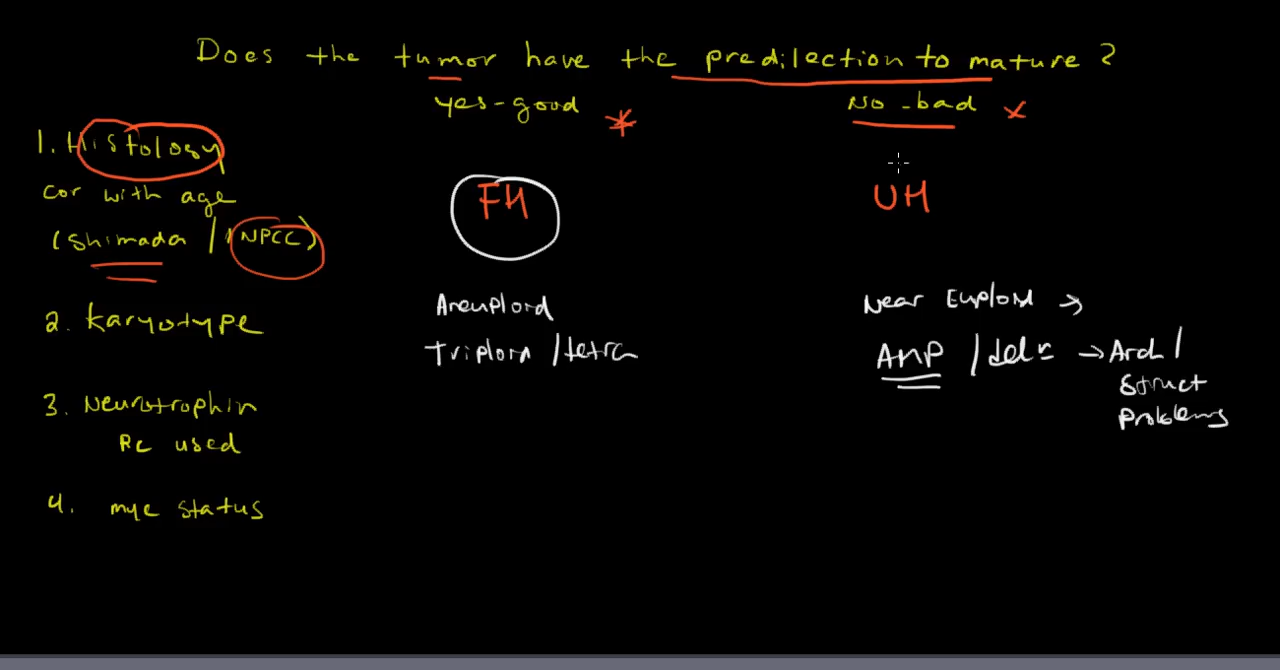 Does the tumor have the predilection to mature ?
yes-good
No-bad
1. Histology
cor with age
(Shimada / INPCC)
FH
UH
2. Karyotype
Aneuploid
Triploid / tetra
Near Euploid →
AMP / del's → Arch /
Struct
Problems
3. Neurotrophin
Rc used
4. myc status